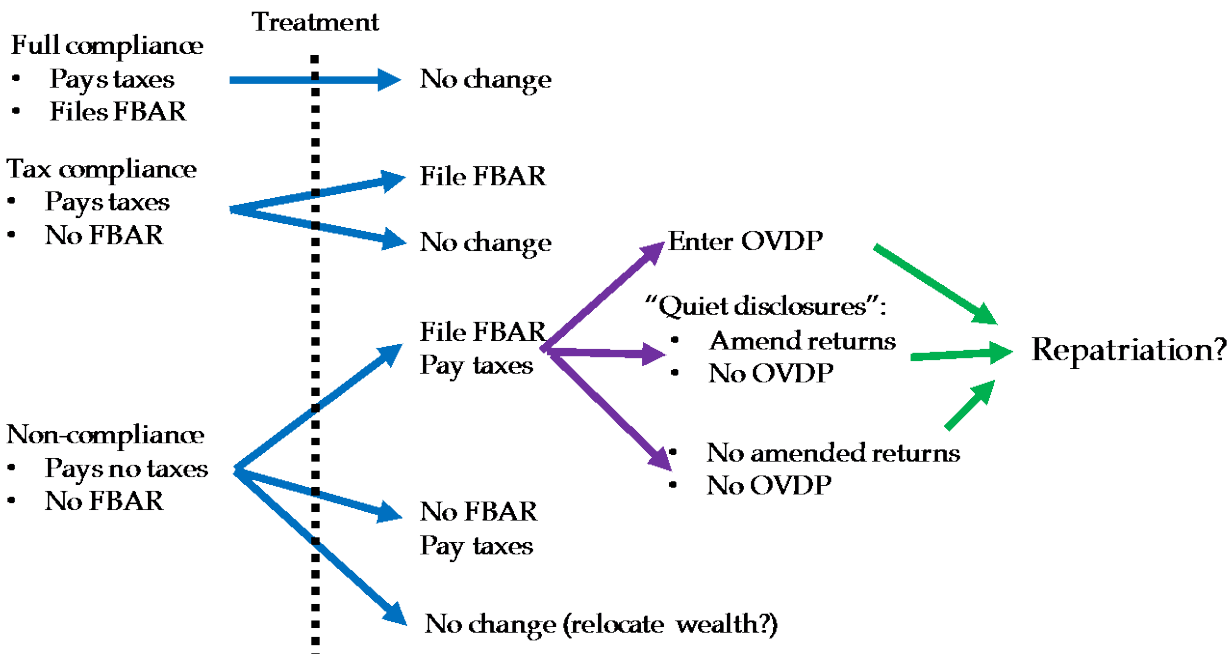 Treatment
Full compliance
• Pays taxes
• Files FBAR
No change
Tax compliance
• Pays taxes
• No FBAR
File FBAR
No change
Non-compliance
• Pays no taxes
• No FBAR
File FBAR
Pay taxes
No FBAR
Pay taxes
No change (relocate wealth?)
Enter OVDP
“Quiet disclosures”:
• Amend returns
• No OVDP
• No amended returns
• No OVDP
Repatriation?